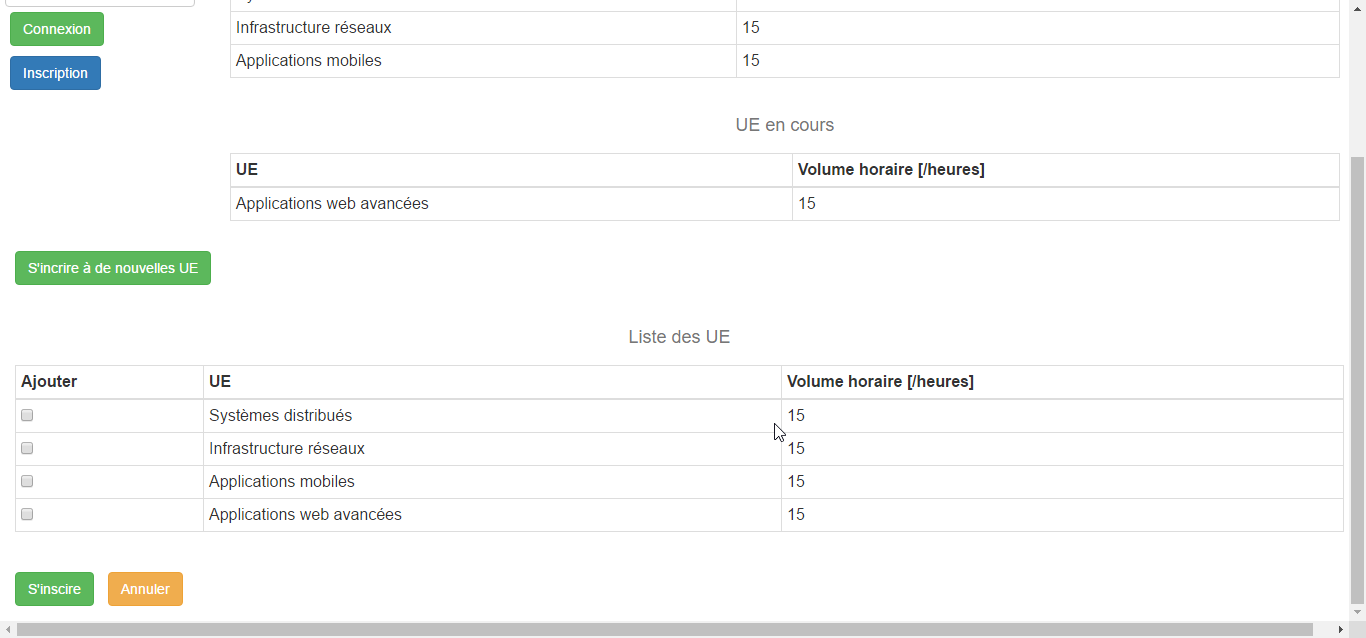 Connexion
Inscription
Infrastructure réseaux 15
Applications mobiles 15
UE en cours
UE Volume horaire [/heures]
Applications web avancées 15
S'incrire à de nouvelles UE
Liste des UE
Ajouter UE Volume horaire [/heures]
Systèmes distribués 15
Infrastructure réseaux 15
Applications mobiles 15
Applications web avancées 15
S'inscire Annuler